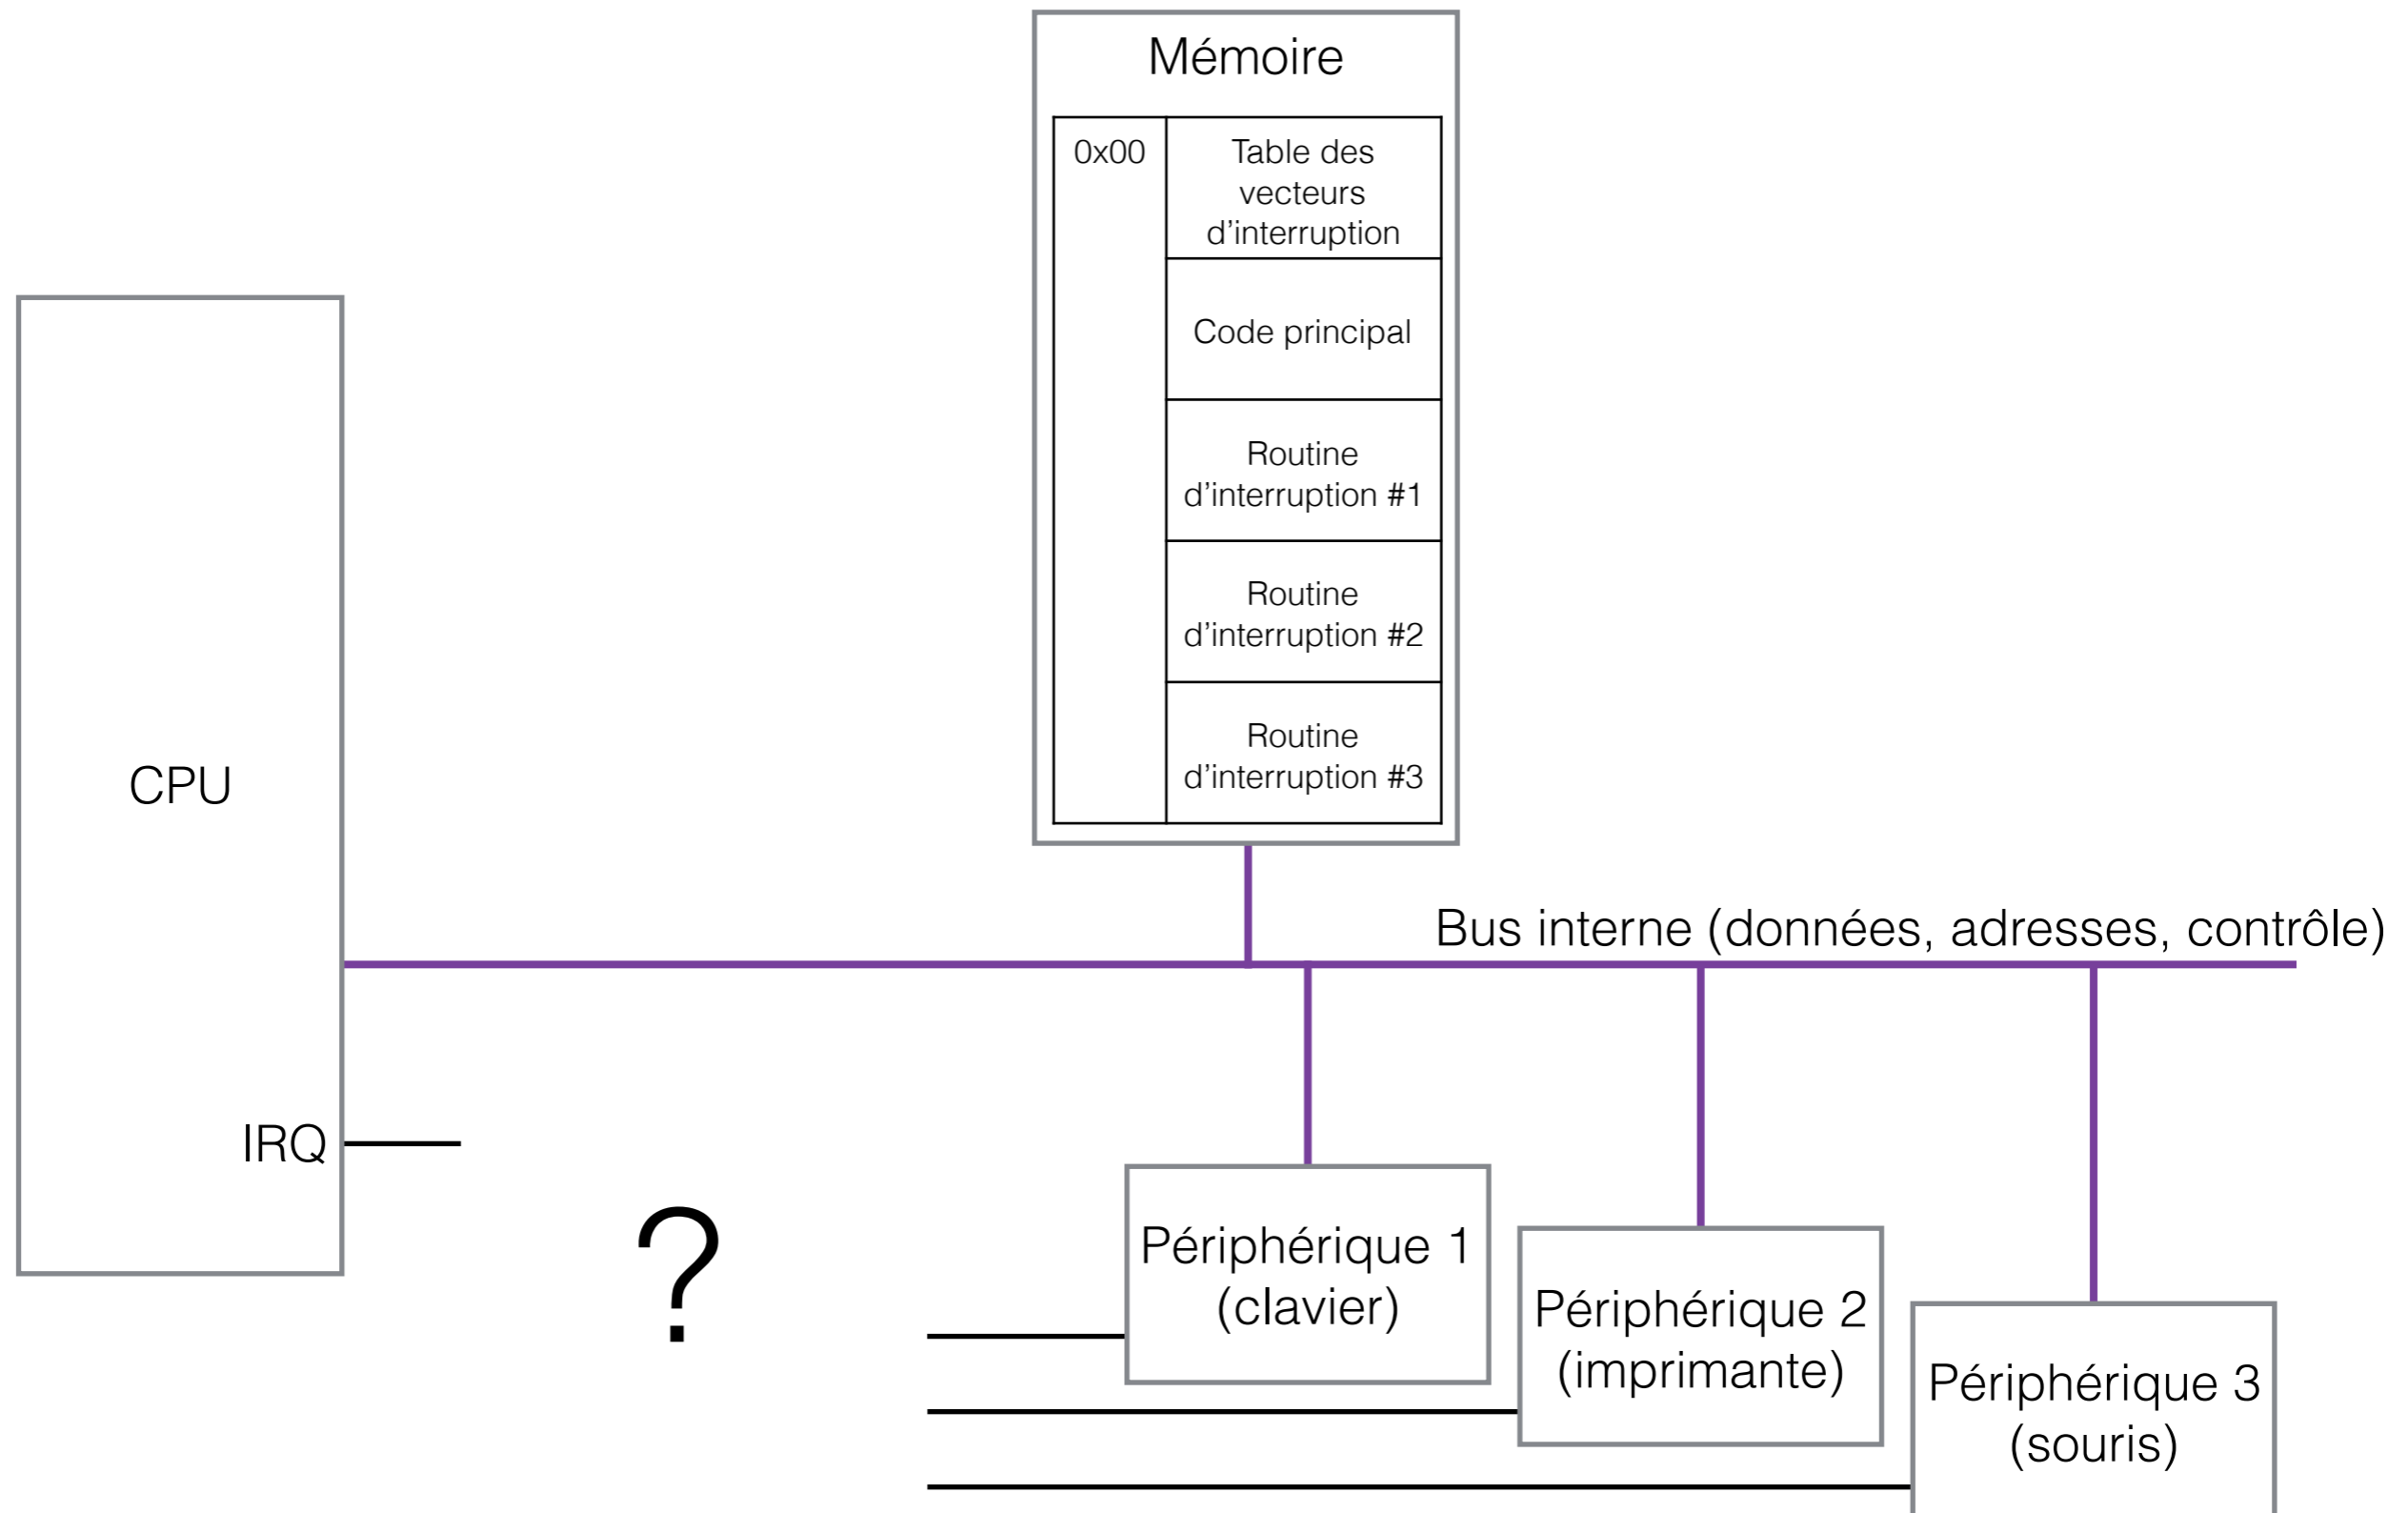 Mémoire
0x00
Table des
vecteurs
d’interruption
Code principal
Routine
d’interruption #1
Routine
d’interruption #2
Routine
d’interruption #3
CPU
Bus interne (données, adresses, contrôle)
IRQ
?
Périphérique 1
(clavier)
Périphérique 2
(imprimante)
Périphérique 3
(souris)